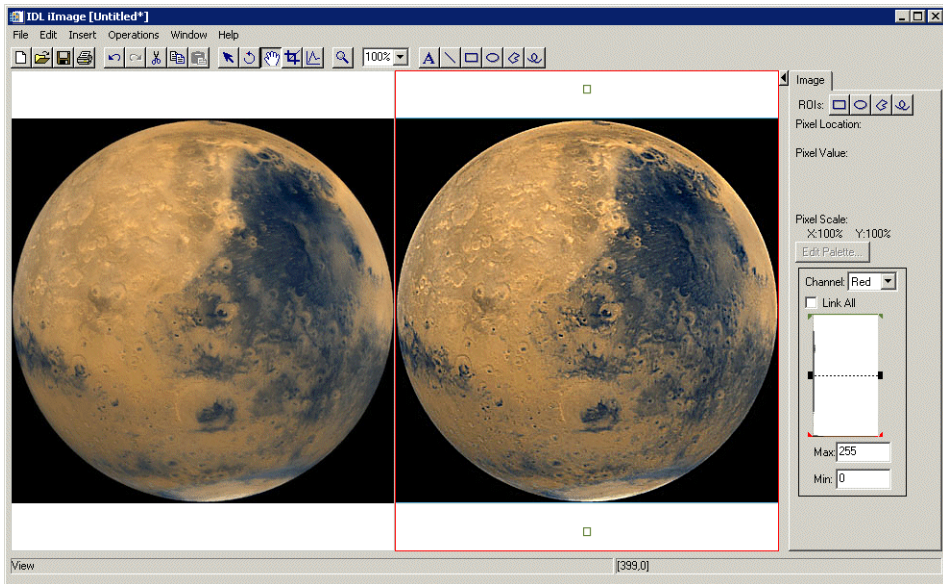 IDL iImage [Untitled*]
File Edit Insert Operations Window Help
100%
A
Image
ROIs:
Pixel Location:
Pixel Value:
Pixel Scale:
X:100% Y:100%
Edit Palette...
Channel: Red
Link All
Max: 255
Min: 0
View
[399,0]